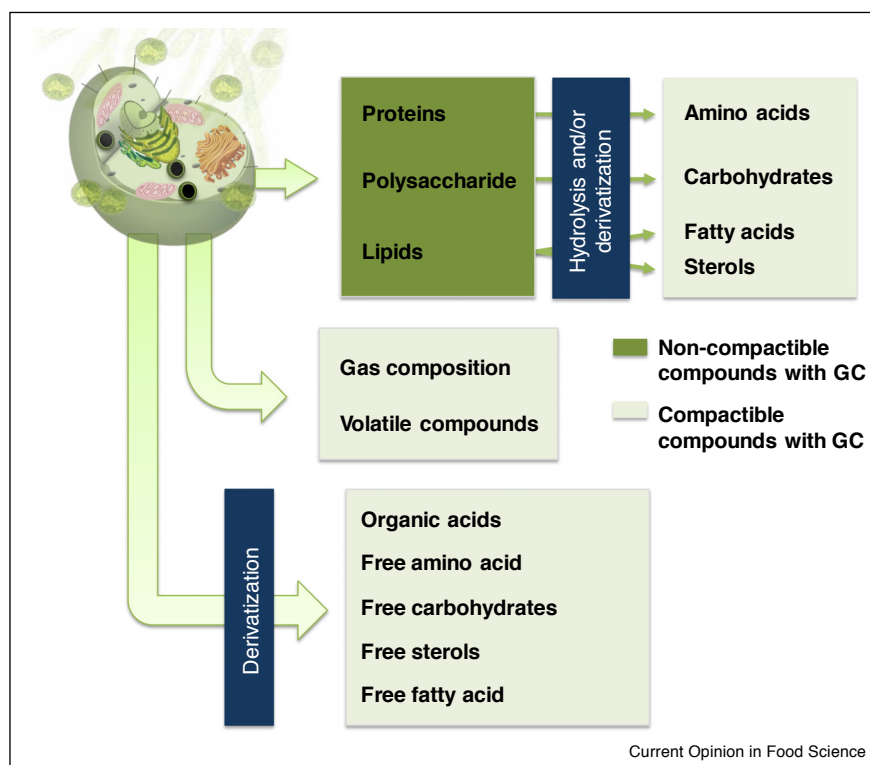 Proteins
Polysaccharide
Lipids
Hydrolysis and/or
derivatization
Amino acids
Carbohydrates
Fatty acids
Sterols
Gas composition
Volatile compounds
Non-compactible
compounds with GC
Compactible
compounds with GC
Derivatization
Organic acids
Free amino acid
Free carbohydrates
Free sterols
Free fatty acid
Current Opinion in Food Science